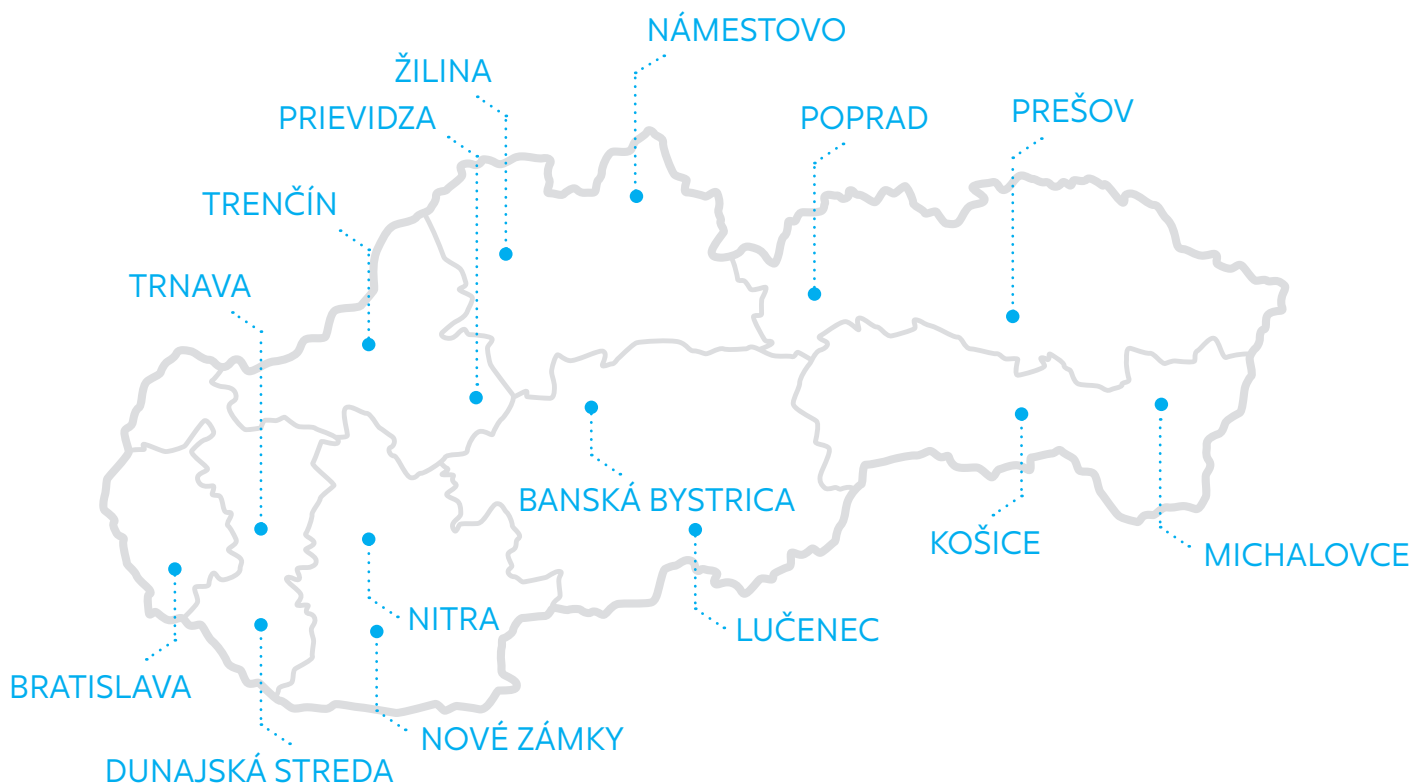 NÁMESTOVO
ŽILINA
PRIEVIDZA
POPRAD
PREŠOV
TRENČÍN
TRNAVA
BANSKÁ BYSTRICA
KOŠICE
MICHALOVCE
NITRA
LUČENEC
BRATISLAVA
NOVÉ ZÁMKY
DUNAJSKÁ STREDA